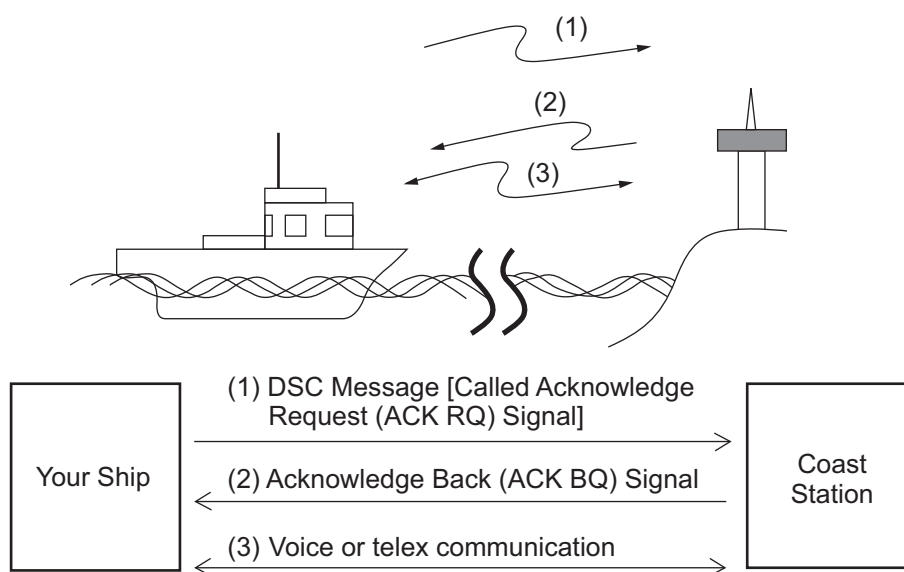 (1)
(2)
(3)
(1) DSC Message [Called Acknowledge
Request (ACK RQ) Signal]
Your Ship
(2) Acknowledge Back (ACK BQ) Signal
Coast
Station
(3) Voice or telex communication